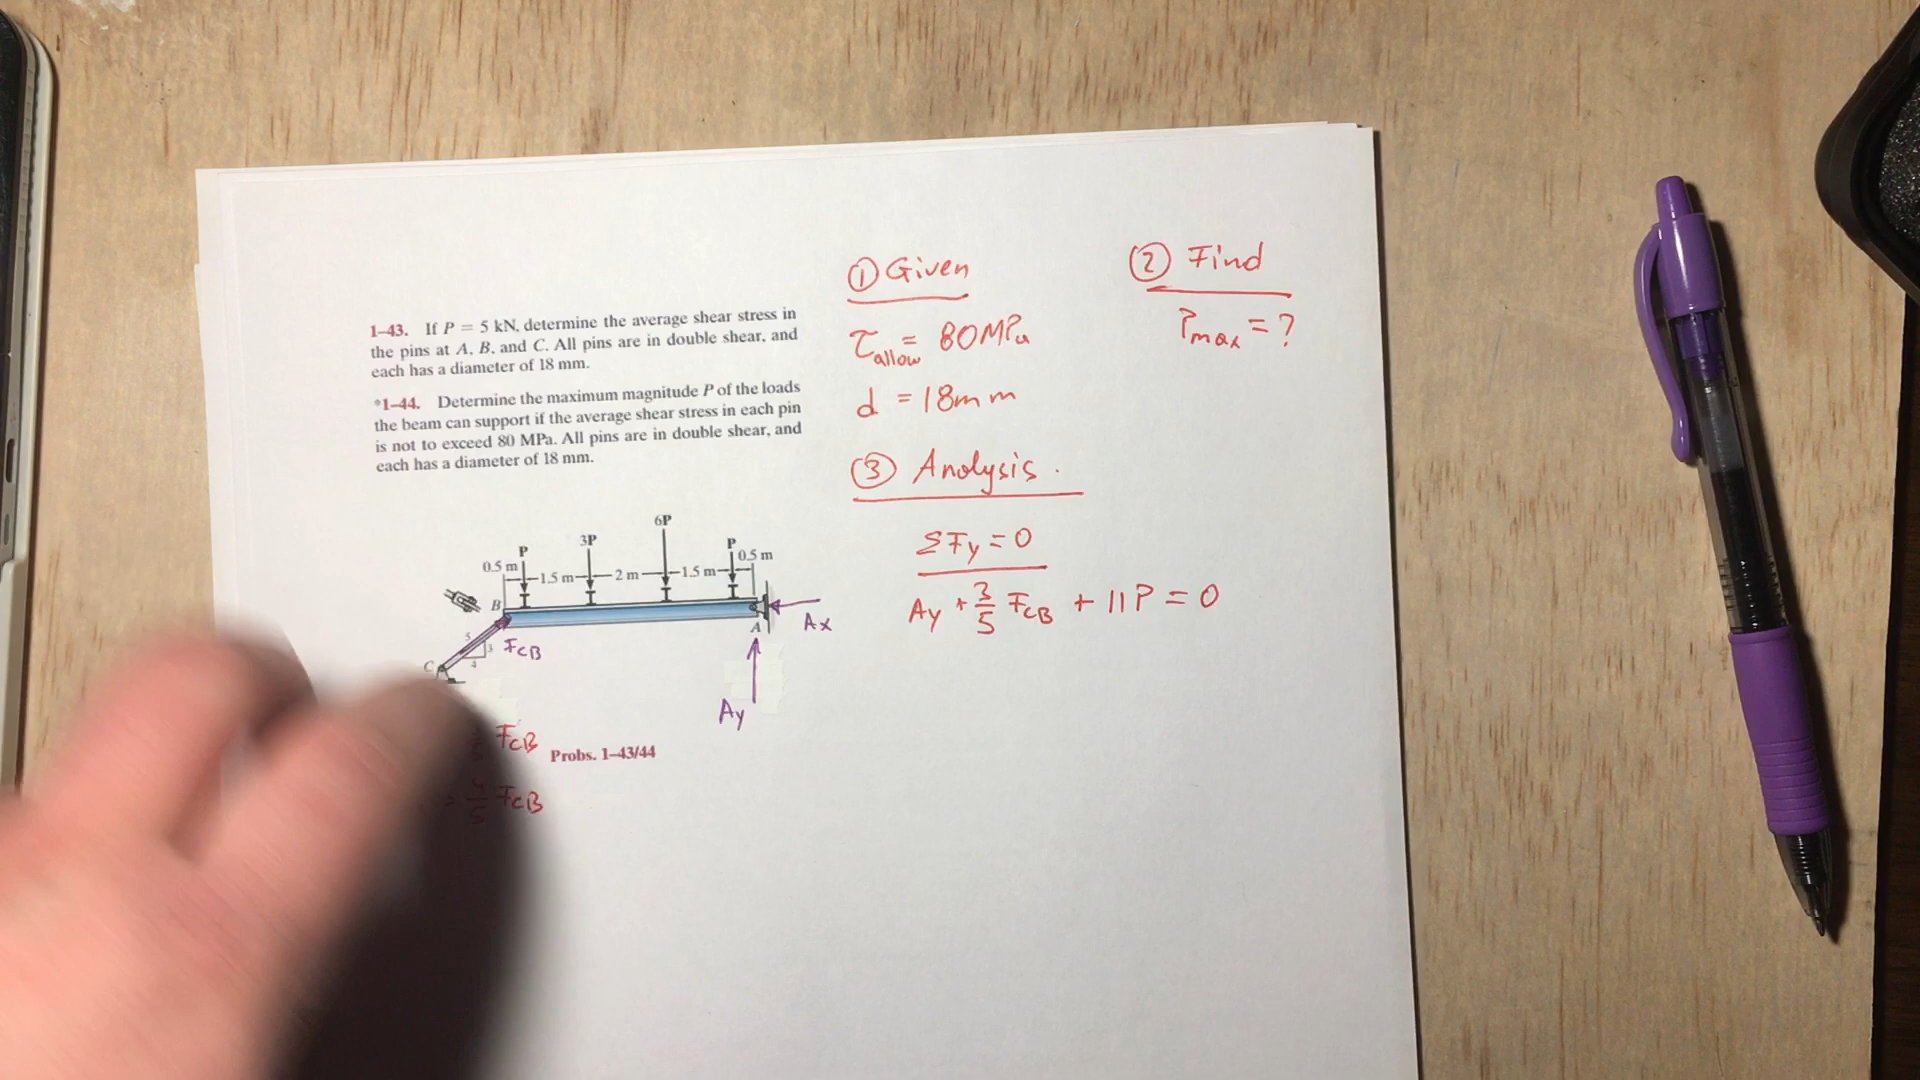 1–43. If P = 5 kN, determine the average shear stress in
the pins at A, B, and C. All pins are in double shear, and
each has a diameter of 18 mm.
*1–44. Determine the maximum magnitude P of the loads
the beam can support if the average shear stress in each pin
is not to exceed 80 MPa. All pins are in double shear, and
each has a diameter of 18 mm.
6P
3P
P
P
0.5 m
0.5 m
1.5 m
2 m
1.5 m
B
A
Ax
5
3
4
FCB
C
Ay
FCB
Probs. 1–43/44
= FCB
① Given
τallow = 80MPa
d = 18mm
② Find
Pmax = ?
③ Analysis.
ΣFy = 0
Ay + 3/5 FCB + 11P = 0